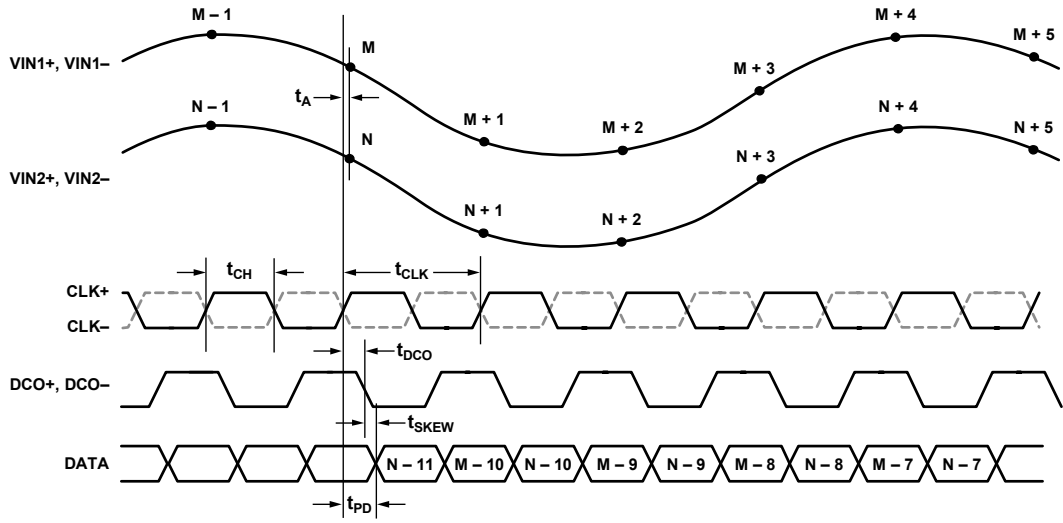 M – 1
M
M + 1
M + 2
M + 3
M + 4
M + 5
VIN1+, VIN1–
tA
N – 1
N
N + 1
N + 2
N + 3
N + 4
N + 5
VIN2+, VIN2–
tCH
tCLK
CLK+
CLK–
tDCO
DCO+, DCO–
tSKEW
DATA
N – 11
M – 10
N – 10
M – 9
N – 9
M – 8
N – 8
M – 7
N – 7
tPD